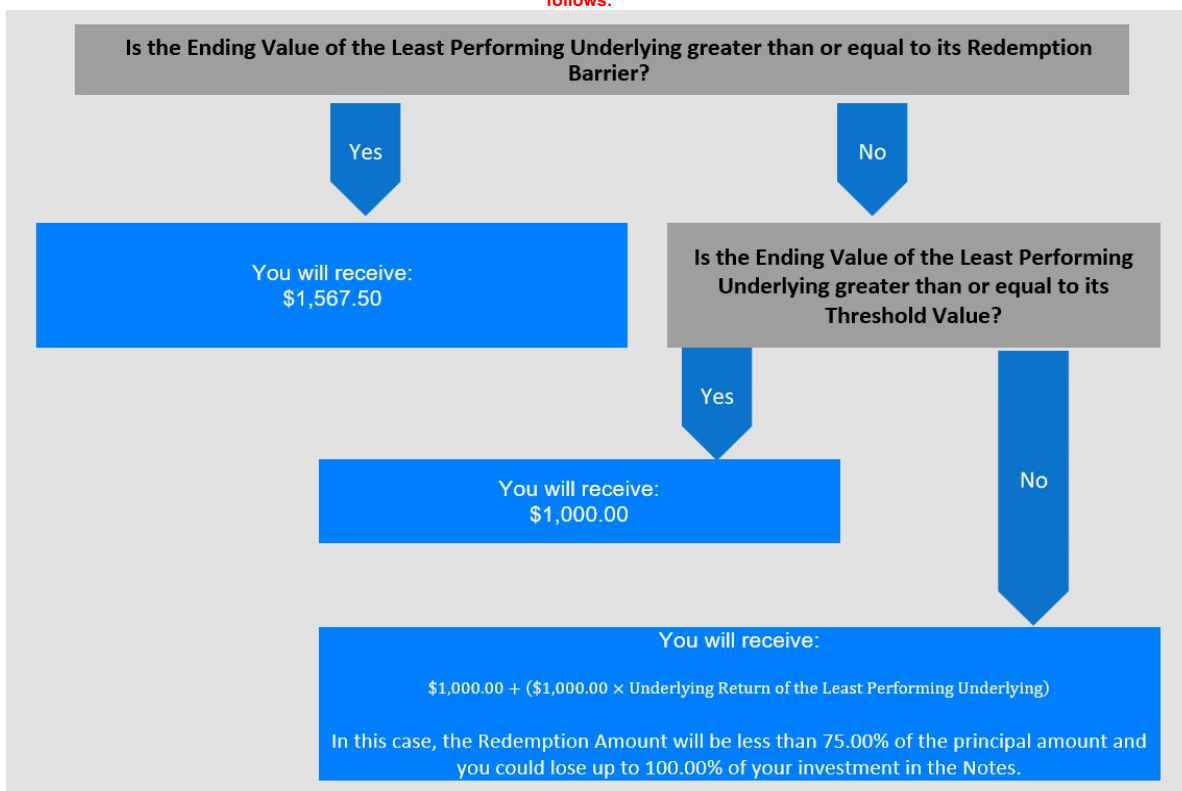 follows:
Is the Ending Value of the Least Performing Underlying greater than or equal to its Redemption
Barrier?
Yes
No
You will receive:
$1,567.50
Is the Ending Value of the Least Performing
Underlying greater than or equal to its
Threshold Value?
Yes
No
You will receive:
$1,000.00
You will receive:
$1,000.00 + ($1,000.00 × Underlying Return of the Least Performing Underlying)
In this case, the Redemption Amount will be less than 75.00% of the principal amount and
you could lose up to 100.00% of your investment in the Notes.